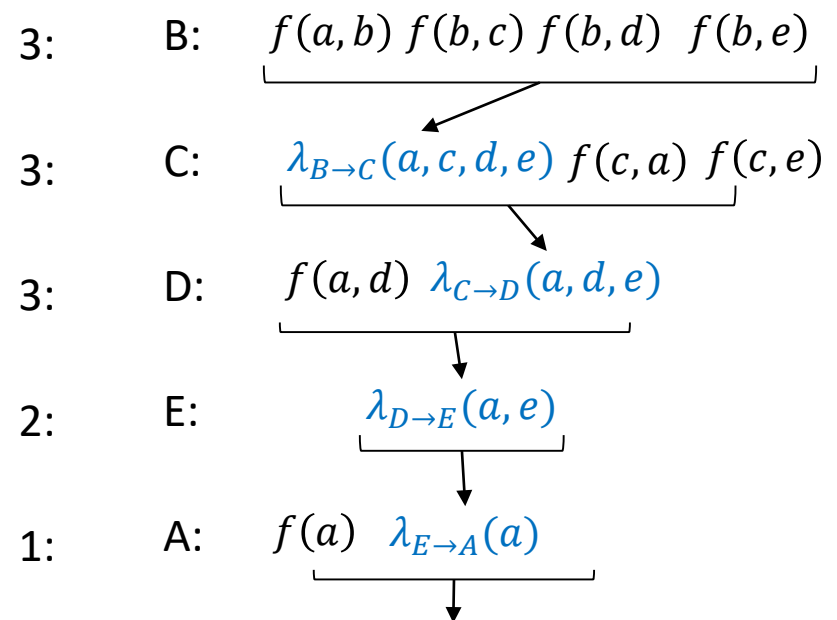 3: B: f(a, b) f(b, c) f(b, d) f(b, e)
3: C: λ_{B→C}(a, c, d, e) f(c, a) f(c, e)
3: D: f(a, d) λ_{C→D}(a, d, e)
2: E: λ_{D→E}(a, e)
1: A: f(a) λ_{E→A}(a)